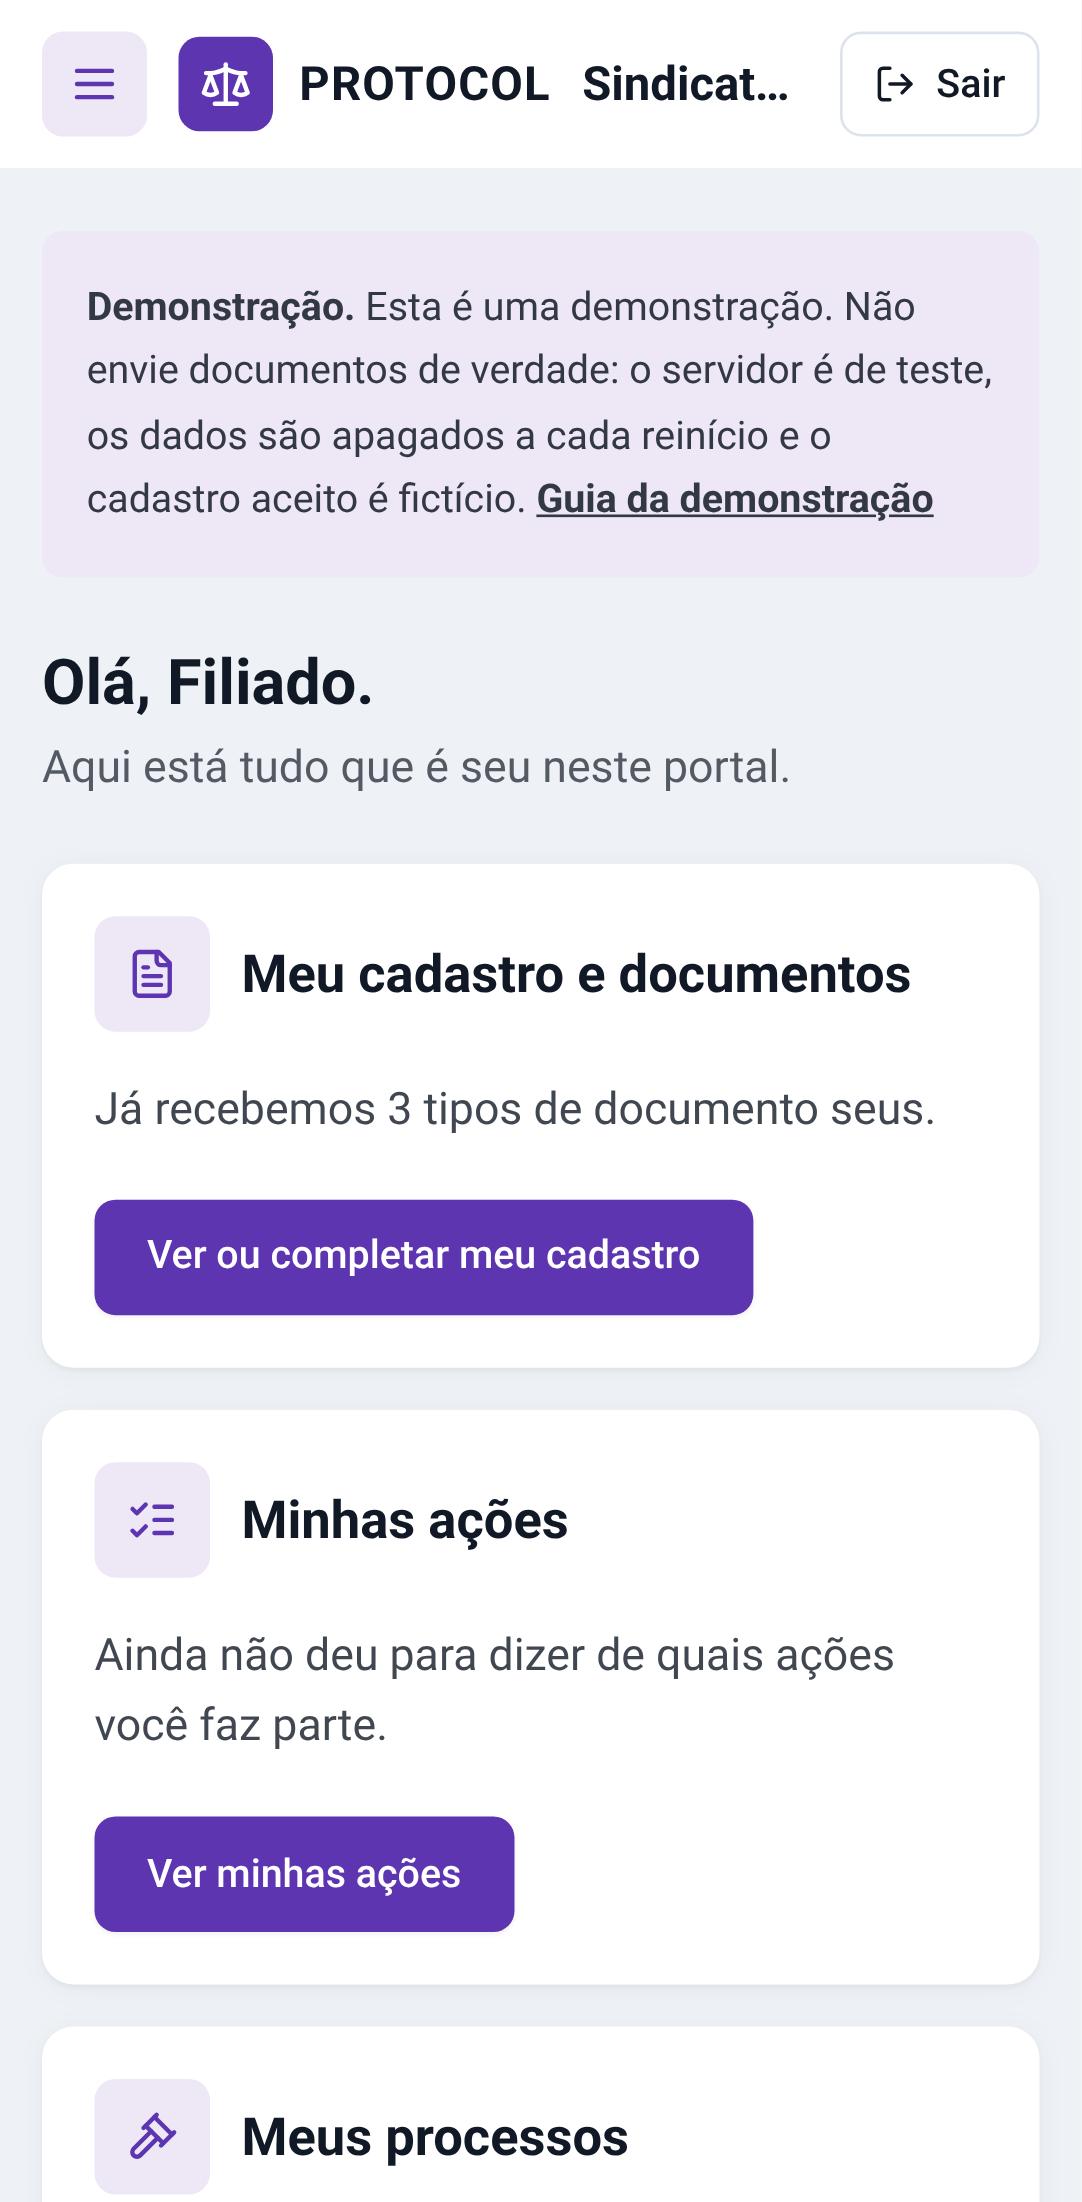 PROTOCOL Sindicat…
Sair
Demonstração. Esta é uma demonstração. Não
envie documentos de verdade: o servidor é de teste,
os dados são apagados a cada reinício e o
cadastro aceito é fictício. Guia da demonstração
Olá, Filiado.
Aqui está tudo que é seu neste portal.
Meu cadastro e documentos
Já recebemos 3 tipos de documento seus.
Ver ou completar meu cadastro
Minhas ações
Ainda não deu para dizer de quais ações
você faz parte.
Ver minhas ações
Meus processos